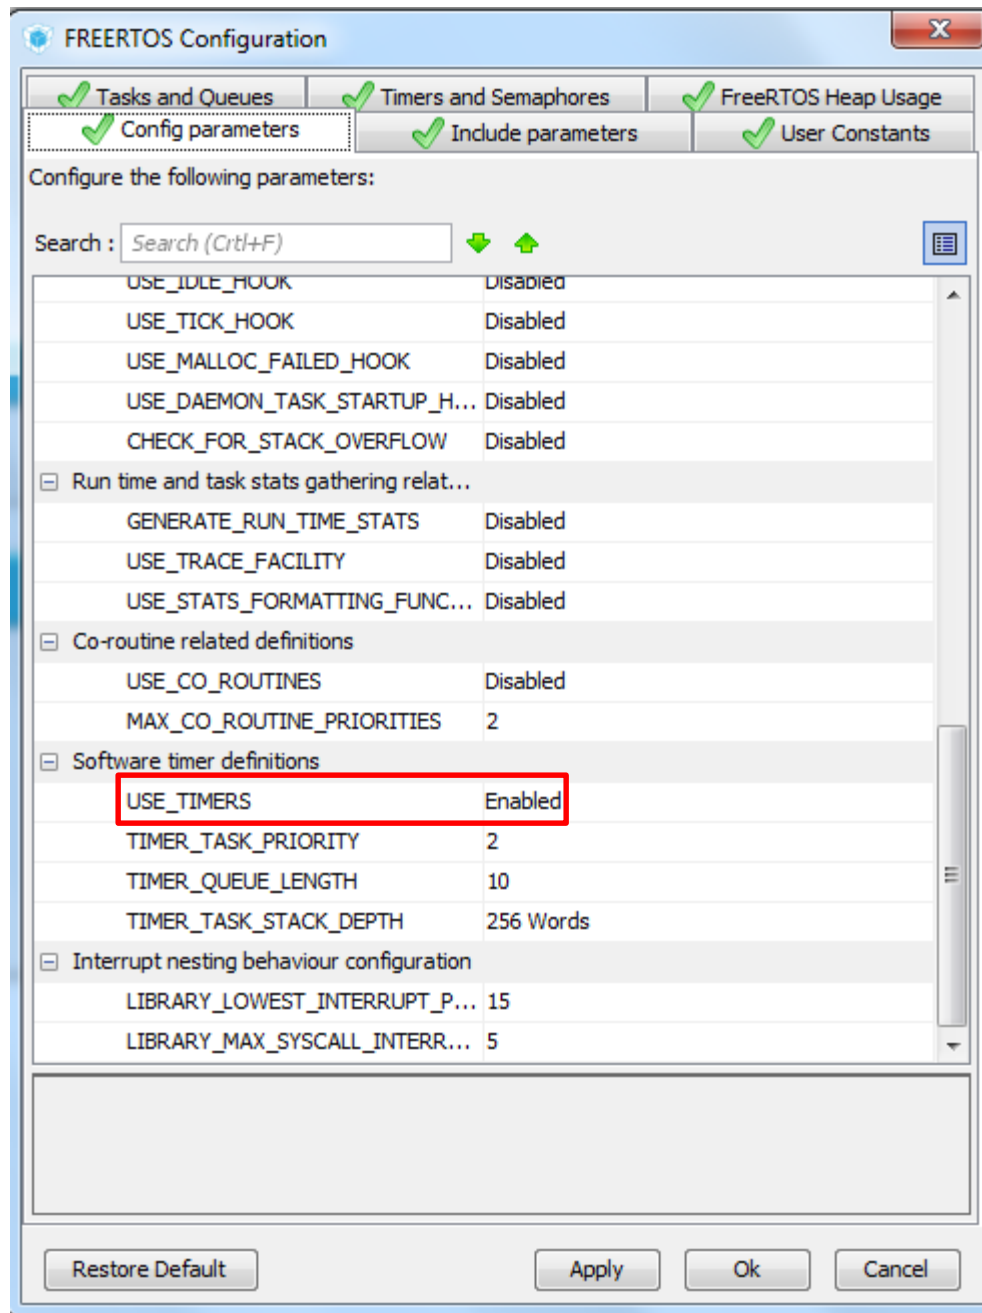 FREERTOS Configuration
Tasks and Queues Timers and Semaphores FreeRTOS Heap Usage
Config parameters Include parameters User Constants
Configure the following parameters:
Search : Search (Crtl+F)
USE_IDLE_HOOK Disabled
USE_TICK_HOOK Disabled
USE_MALLOC_FAILED_HOOK Disabled
USE_DAEMON_TASK_STARTUP_H... Disabled
CHECK_FOR_STACK_OVERFLOW Disabled
Run time and task stats gathering relat...
GENERATE_RUN_TIME_STATS Disabled
USE_TRACE_FACILITY Disabled
USE_STATS_FORMATTING_FUNC... Disabled
Co-routine related definitions
USE_CO_ROUTINES Disabled
MAX_CO_ROUTINE_PRIORITIES 2
Software timer definitions
USE_TIMERS Enabled
TIMER_TASK_PRIORITY 2
TIMER_QUEUE_LENGTH 10
TIMER_TASK_STACK_DEPTH 256 Words
Interrupt nesting behaviour configuration
LIBRARY_LOWEST_INTERRUPT_P... 15
LIBRARY_MAX_SYSCALL_INTERR... 5
Restore Default Apply Ok Cancel